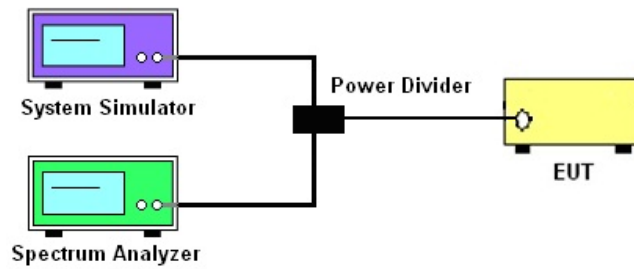 System Simulator
Power Divider
EUT
Spectrum Analyzer